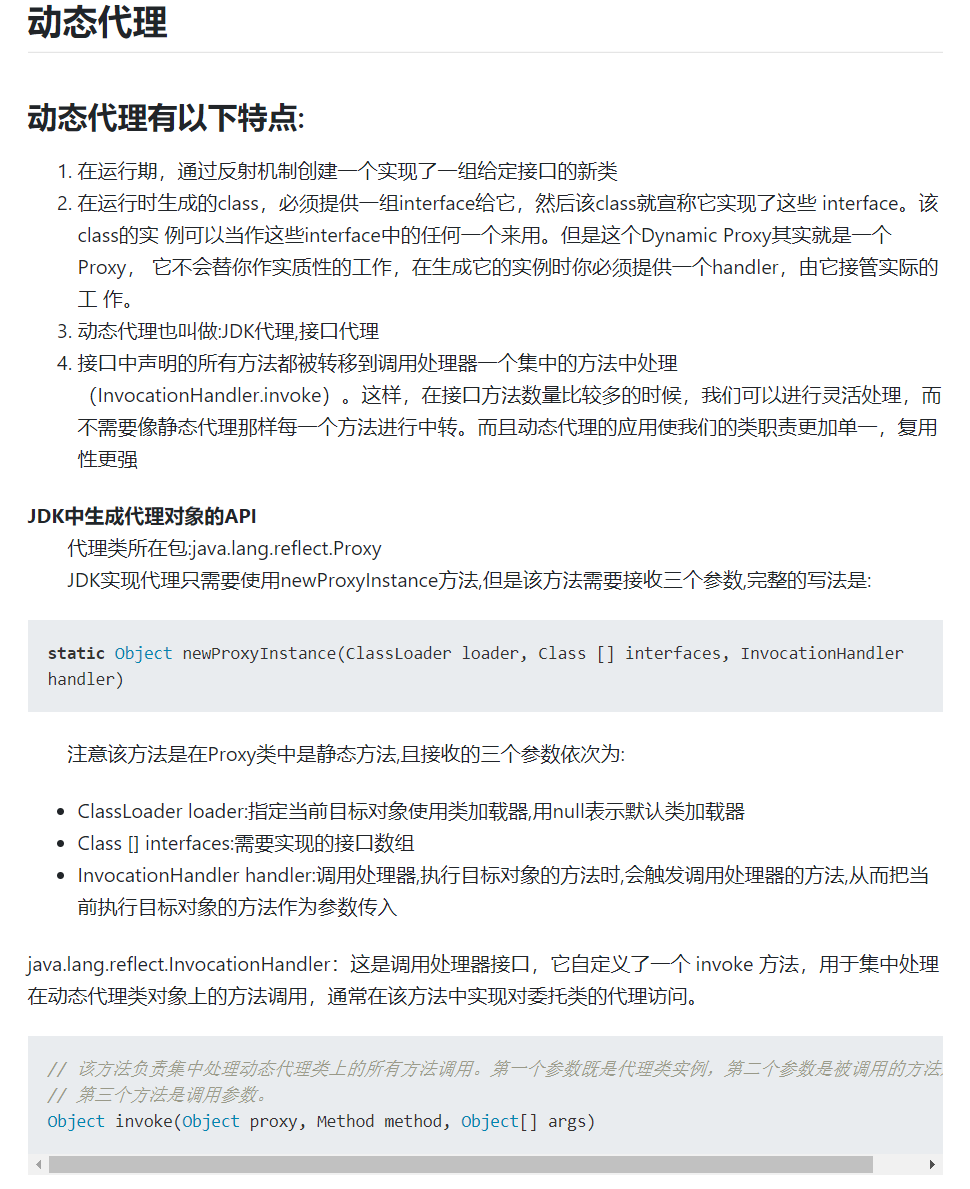 动态代理
动态代理有以下特点:
1. 在运行期，通过反射机制创建一个实现了一组给定接口的新类
2. 在运行时生成的class，必须提供一组interface给它，然后该class就宣称它实现了这些 interface。该
class的实 例可以当作这些interface中的任何一个来用。但是这个Dynamic Proxy其实就是一个
Proxy， 它不会替你作实质性的工作，在生成它的实例时你必须提供一个handler，由它接管实际的
工 作。
3. 动态代理也叫做:JDK代理,接口代理
4. 接口中声明的所有方法都被转移到调用处理器一个集中的方法中处理
（InvocationHandler.invoke）。这样，在接口方法数量比较多的时候，我们可以进行灵活处理，而
不需要像静态代理那样每一个方法进行中转。而且动态代理的应用使我们的类职责更加单一，复用
性更强
JDK中生成代理对象的API
代理类所在包:java.lang.reflect.Proxy
JDK实现代理只需要使用newProxyInstance方法,但是该方法需要接收三个参数,完整的写法是:
static Object newProxyInstance(ClassLoader loader, Class [] interfaces, InvocationHandler
handler)
注意该方法是在Proxy类中是静态方法,且接收的三个参数依次为:
• ClassLoader loader:指定当前目标对象使用类加载器,用null表示默认类加载器
• Class [] interfaces:需要实现的接口数组
• InvocationHandler handler:调用处理器,执行目标对象的方法时,会触发调用处理器的方法,从而把当
前执行目标对象的方法作为参数传入
java.lang.reflect.InvocationHandler：这是调用处理器接口，它自定义了一个 invoke 方法，用于集中处理
在动态代理类对象上的方法调用，通常在该方法中实现对委托类的代理访问。
// 该方法负责集中处理动态代理类上的所有方法调用。第一个参数既是代理类实例，第二个参数是被调用的方法
// 第三个方法是调用参数。
Object invoke(Object proxy, Method method, Object[] args)